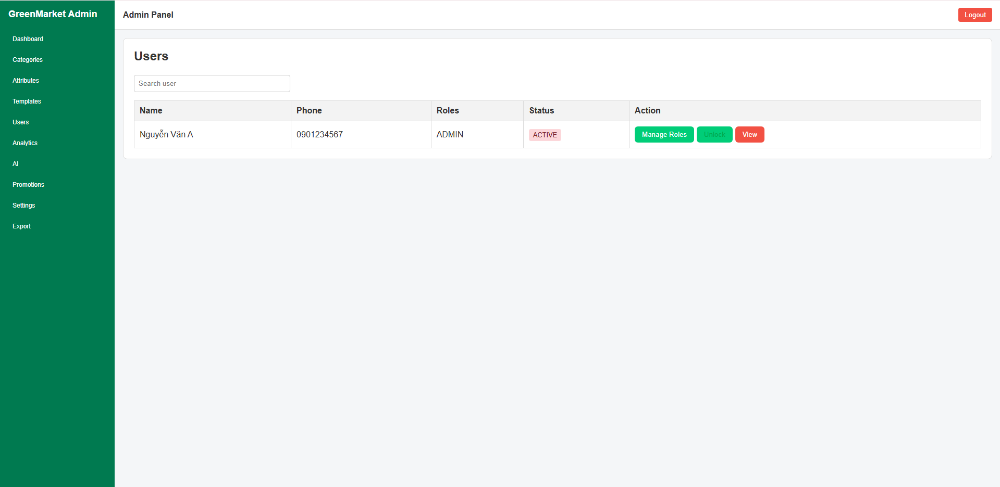 GreenMarket Admin
Dashboard
Categories
Attributes
Templates
Users
Analytics
AI
Promotions
Settings
Export
Admin Panel
Logout
Users
Search user
Name Phone Roles Status Action
Nguyễn Văn A 0901234567 ADMIN ACTIVE Manage Roles Unlock View